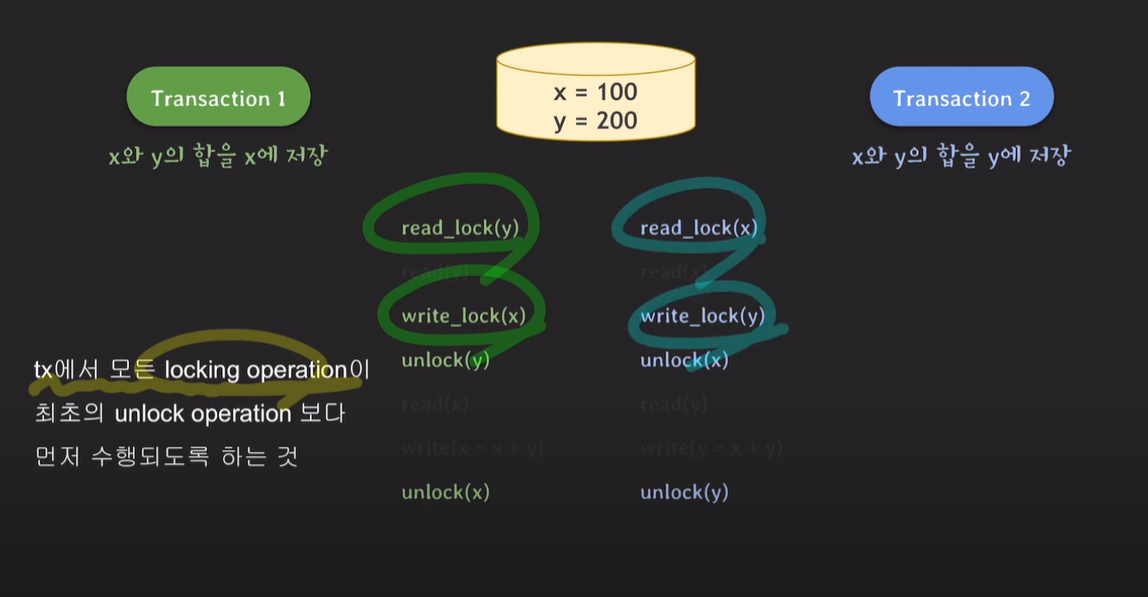 Transaction 1
x = 100
y = 200
Transaction 2
x와 y의 합을 x에 저장
x와 y의 합을 y에 저장
read_lock(y)
read_lock(x)
read(y)
read(x)
write_lock(x)
write_lock(y)
unlock(y)
unlock(x)
tx에서 모든 locking operation이
최초의 unlock operation 보다
먼저 수행되도록 하는 것
read(x)
read(y)
write(x = x + y)
write(y = x + y)
unlock(x)
unlock(y)